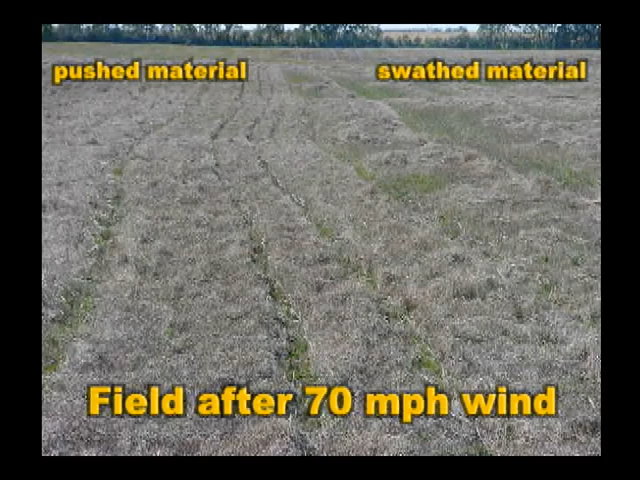 pushed material
swathed material
Field after 70 mph wind